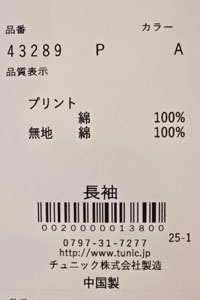 品番 カラー
43289 P A
品質表示
プリント
綿 100%
無地 綿 100%
長袖
0020000013800
0797-31-7277 25-1
http://www.tunic.jp/
チュニック株式会社製造
中国製